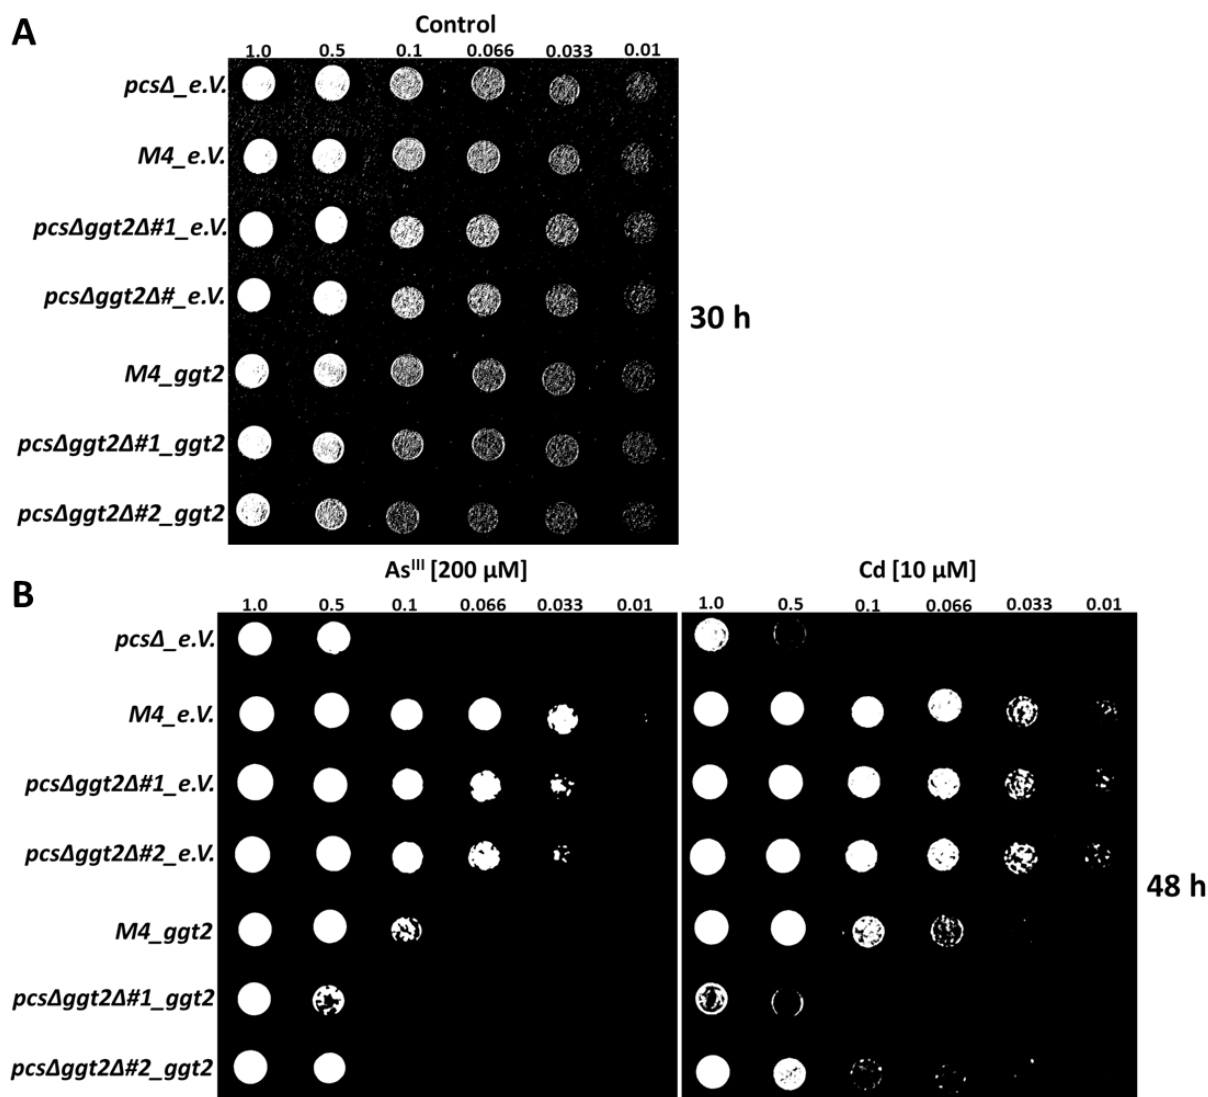 A
Control
1.0 0.5 0.1 0.066 0.033 0.01
pcsΔ_e.V.
M4_e.V.
pcsΔggt2Δ#1_e.V.
pcsΔggt2Δ#_e.V.
M4_ggt2
pcsΔggt2Δ#1_ggt2
pcsΔggt2Δ#2_ggt2
30 h
B
Asᴵᴵᴵ [200 µM] Cd [10 µM]
1.0 0.5 0.1 0.066 0.033 0.01 1.0 0.5 0.1 0.066 0.033 0.01
pcsΔ_e.V.
M4_e.V.
pcsΔggt2Δ#1_e.V.
pcsΔggt2Δ#2_e.V.
M4_ggt2
pcsΔggt2Δ#1_ggt2
pcsΔggt2Δ#2_ggt2
48 h